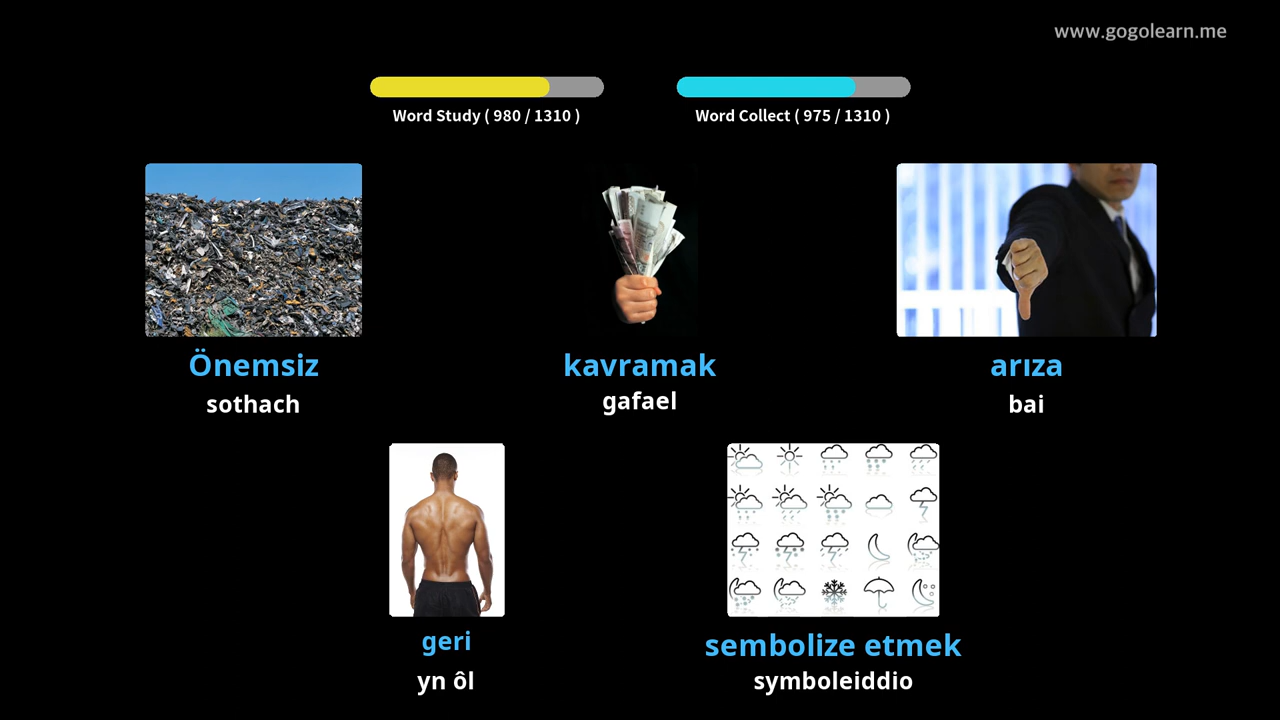 www.gogolearn.me
Word Study ( 980 / 1310 )
Word Collect ( 975 / 1310 )
Önemsiz
sothach
kavramak
gafael
arıza
bai
geri
yn ôl
sembolize etmek
symboleiddio